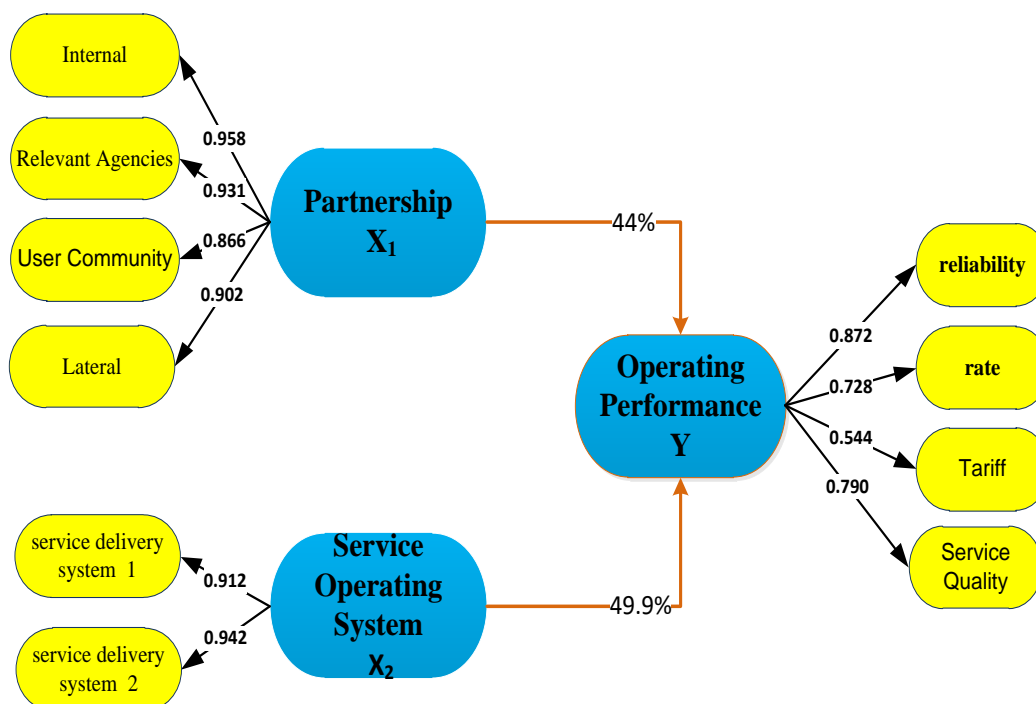 Internal
Relevant Agencies
User Community
Lateral
0.958
0.931
0.866
0.902
Partnership
X₁
44%
service delivery
system 1
service delivery
system 2
0.912
0.942
Service
Operating
System
X₂
49.9%
Operating
Performance
Y
0.872
0.728
0.544
0.790
reliability
rate
Tariff
Service
Quality